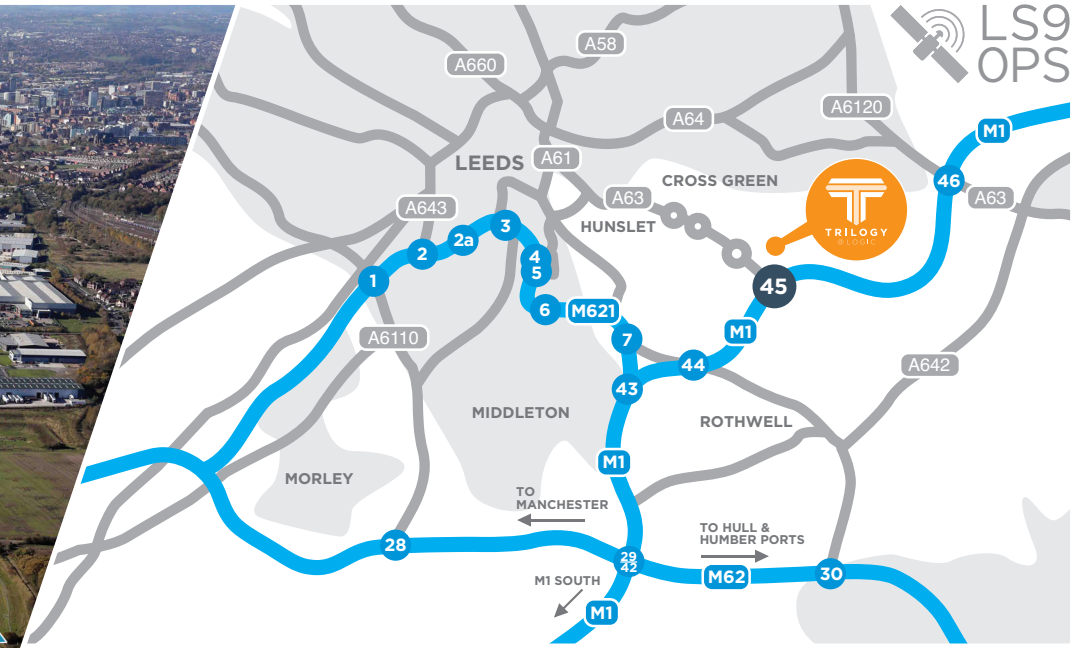 LS9
OPS
A58
A660
A6120
A64
M1
LEEDS
A61
46
CROSS GREEN
A63
A63
TRILOGY
@ LOGIC
A643
HUNSLET
3
2a
2
4
5
1
45
6
M621
M1
A6110
7
44
A642
43
MIDDLETON
ROTHWELL
M1
MORLEY
TO
MANCHESTER
TO HULL &
HUMBER PORTS
28
29
42
M62
30
M1 SOUTH
M1